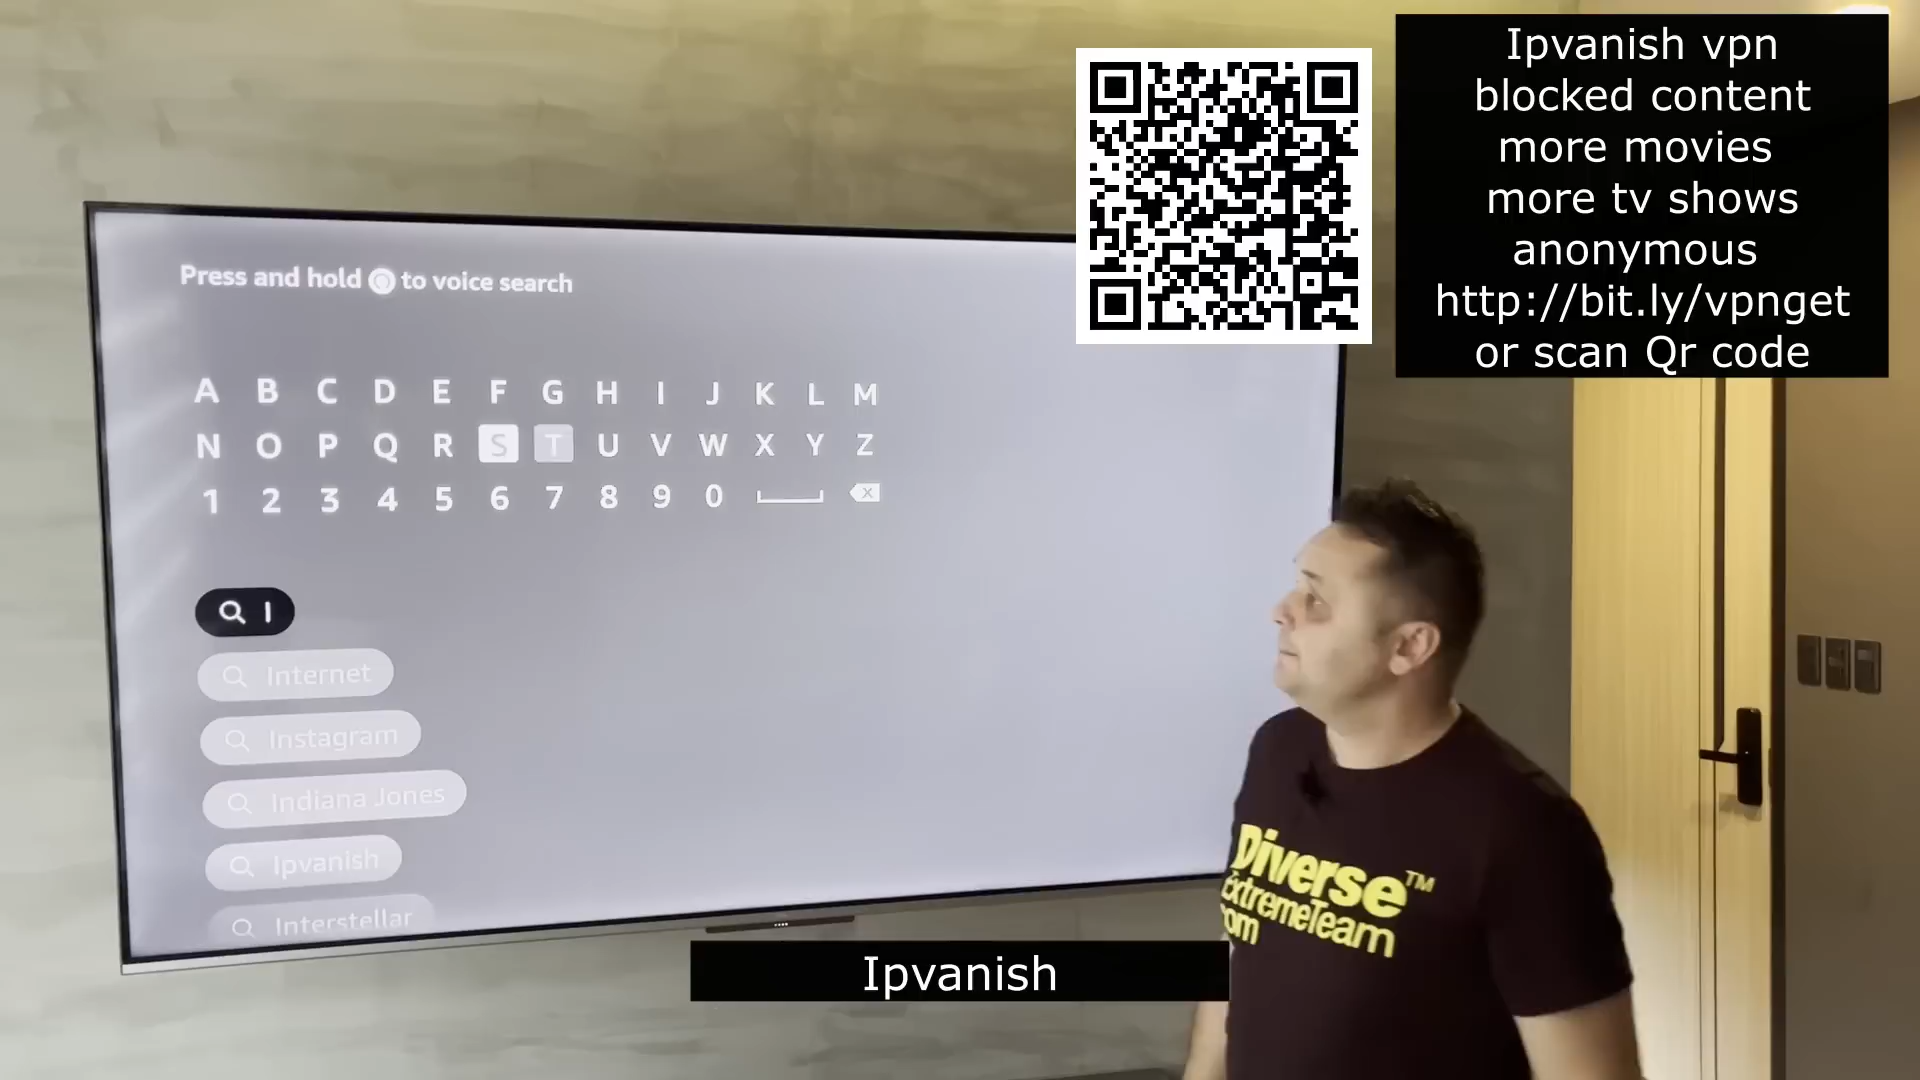 Ipvanish vpn
blocked content
more movies
more tv shows
anonymous
http://bit.ly/vpnget
or scan Qr code
Press and hold to voice search
A B C D E F G H I J K L M
N O P Q R S T U V W X Y Z
1 2 3 4 5 6 7 8 9 0
I
Internet
Instagram
Indiana Jones
Ipvanish
Interstellar
Diverse™
ExtremeTeam
com
Ipvanish